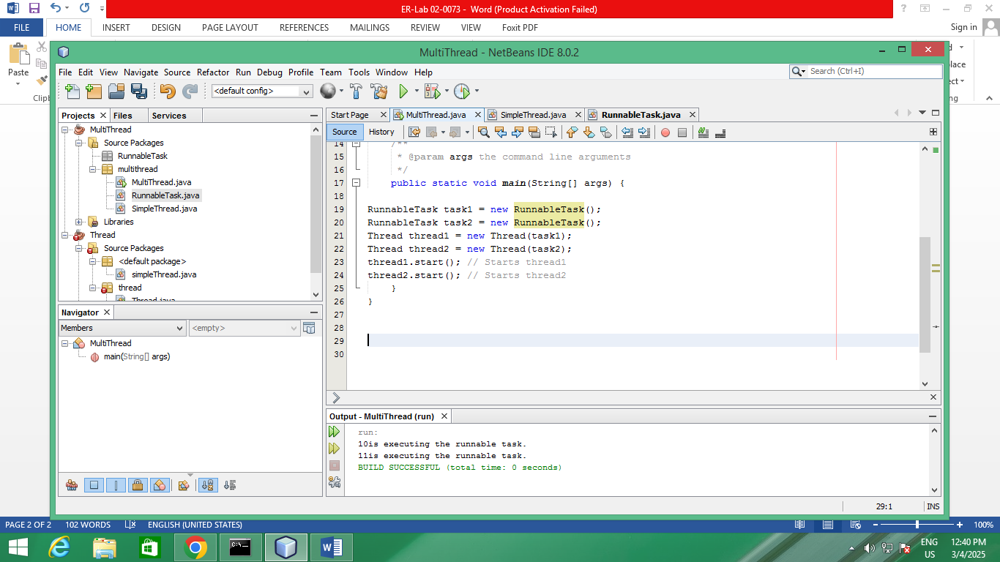 ER-Lab 02-0073 - Word (Product Activation Failed)
FILE HOME INSERT DESIGN PAGE LAYOUT REFERENCES MAILINGS REVIEW VIEW Foxit PDF Sign in
Paste
MultiThread - NetBeans IDE 8.0.2
File Edit View Navigate Source Refactor Run Debug Profile Team Tools Window Help
Search (Ctrl+I)
<default config>
Projects Files Services
MultiThread
Source Packages
RunnableTask
multithread
MultiThread.java
RunnableTask.java
SimpleThread.java
Libraries
Thread
Source Packages
<default package>
simpleThread.java
thread
Thread.java
Navigator
Members <empty>
MultiThread
main(String[] args)
Start Page MultiThread.java SimpleThread.java RunnableTask.java
Source History
14 /**
15 * @param args the command line arguments
16 */
17 public static void main(String[] args) {
18
19 RunnableTask task1 = new RunnableTask();
20 RunnableTask task2 = new RunnableTask();
21 Thread thread1 = new Thread(task1);
22 Thread thread2 = new Thread(task2);
23 thread1.start(); // Starts thread1
24 thread2.start(); // Starts thread2
25 }
26 }
27
28
29
30
Output - MultiThread (run)
run:
10is executing the runnable task.
11is executing the runnable task.
BUILD SUCCESSFUL (total time: 0 seconds)
29:1 INS
PAGE 2 OF 2 102 WORDS ENGLISH (UNITED STATES) 100%
ENG 12:40 PM
US 3/4/2025